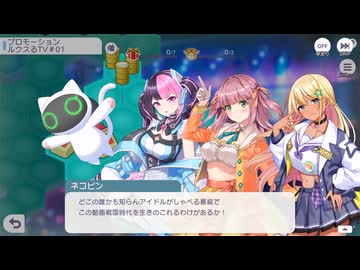 プロモーション
ルクスるTV#01
0/7
0/2
OFF
SKIP
ネコピン
どこの誰かも知らんアイドルがしゃべる番組で
この動画戦国時代を生きのこれるわけがあるか！